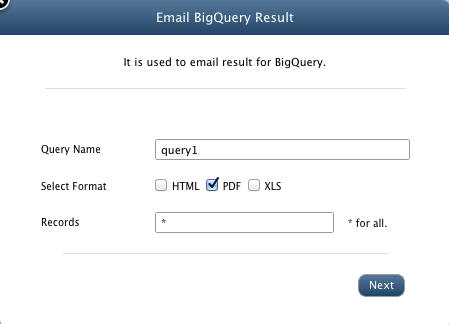 Email BigQuery Result
It is used to email result for BigQuery.
Query Name query1
Select Format HTML PDF XLS
Records * * for all.
Next